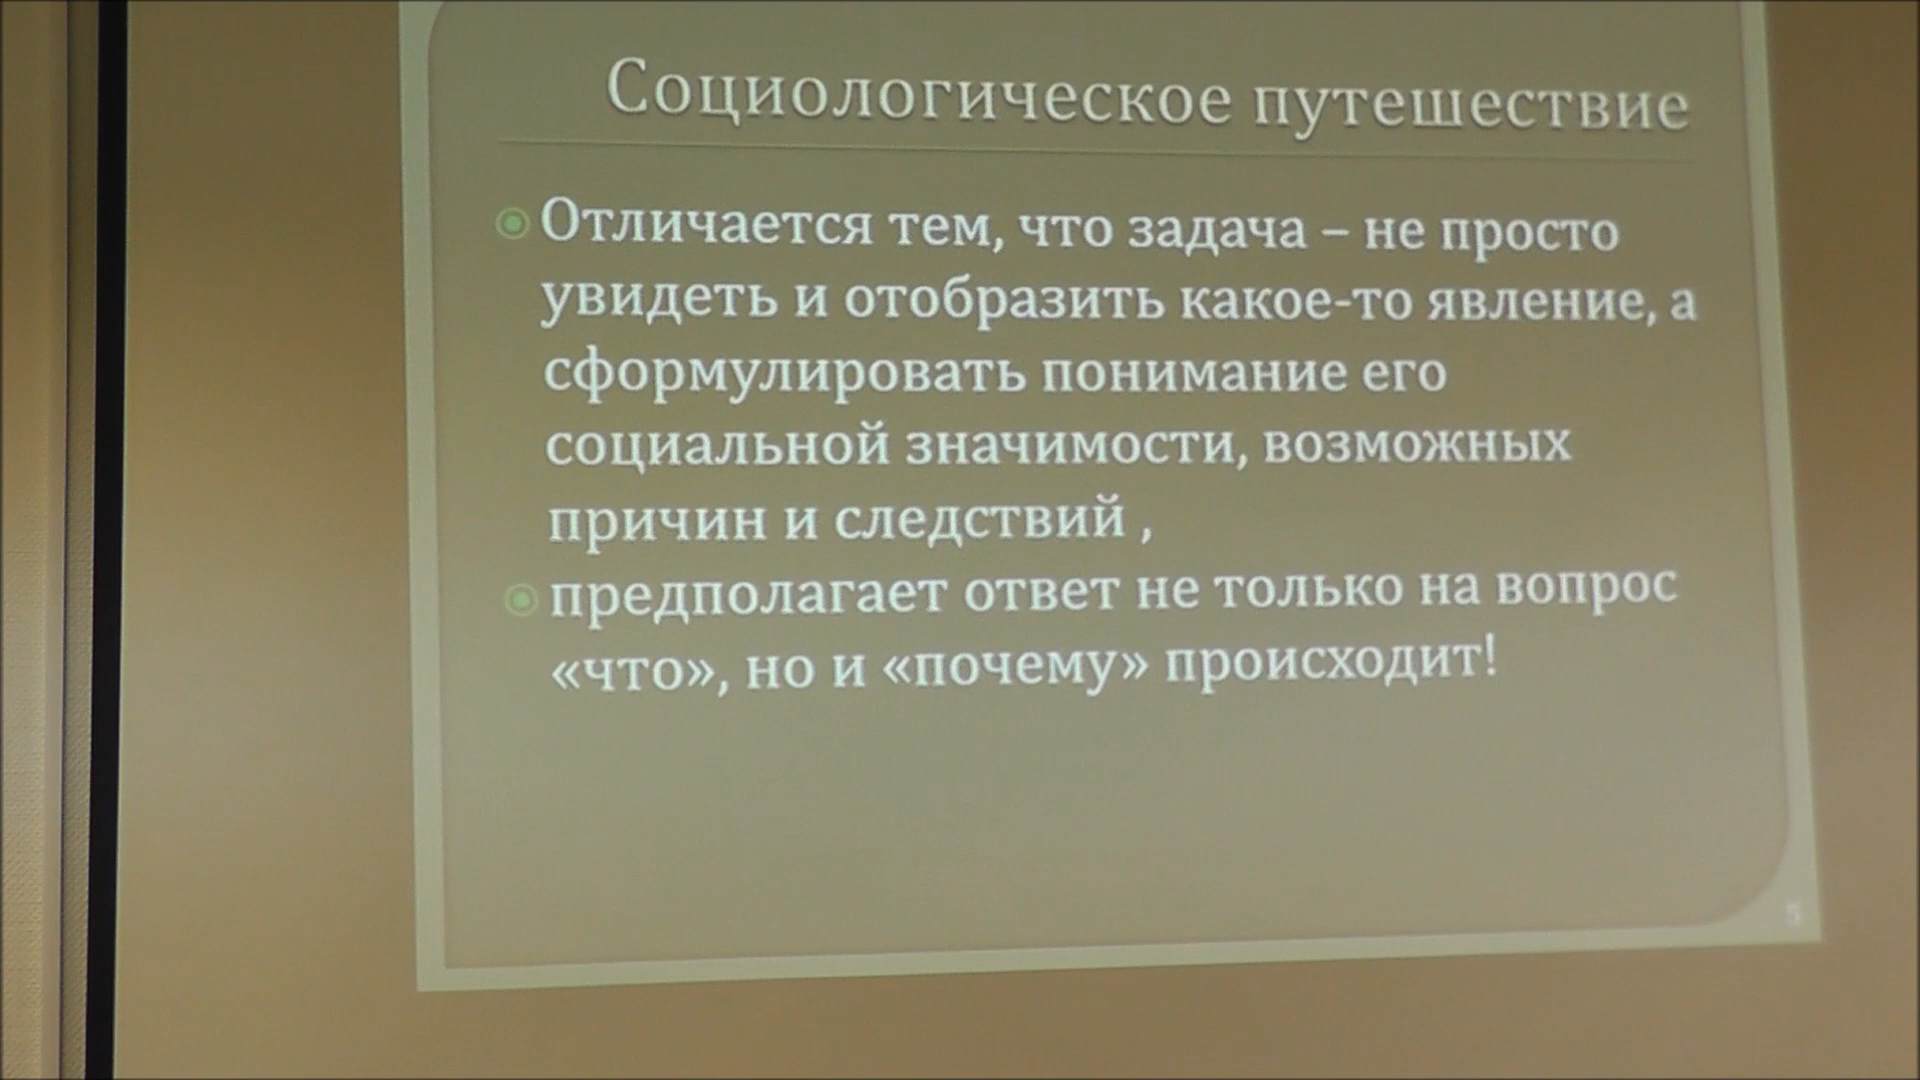 Социологическое путешествие
Отличается тем, что задача – не просто
увидеть и отобразить какое-то явление, а
сформулировать понимание его
социальной значимости, возможных
причин и следствий ,
предполагает ответ не только на вопрос
«что», но и «почему» происходит!
5